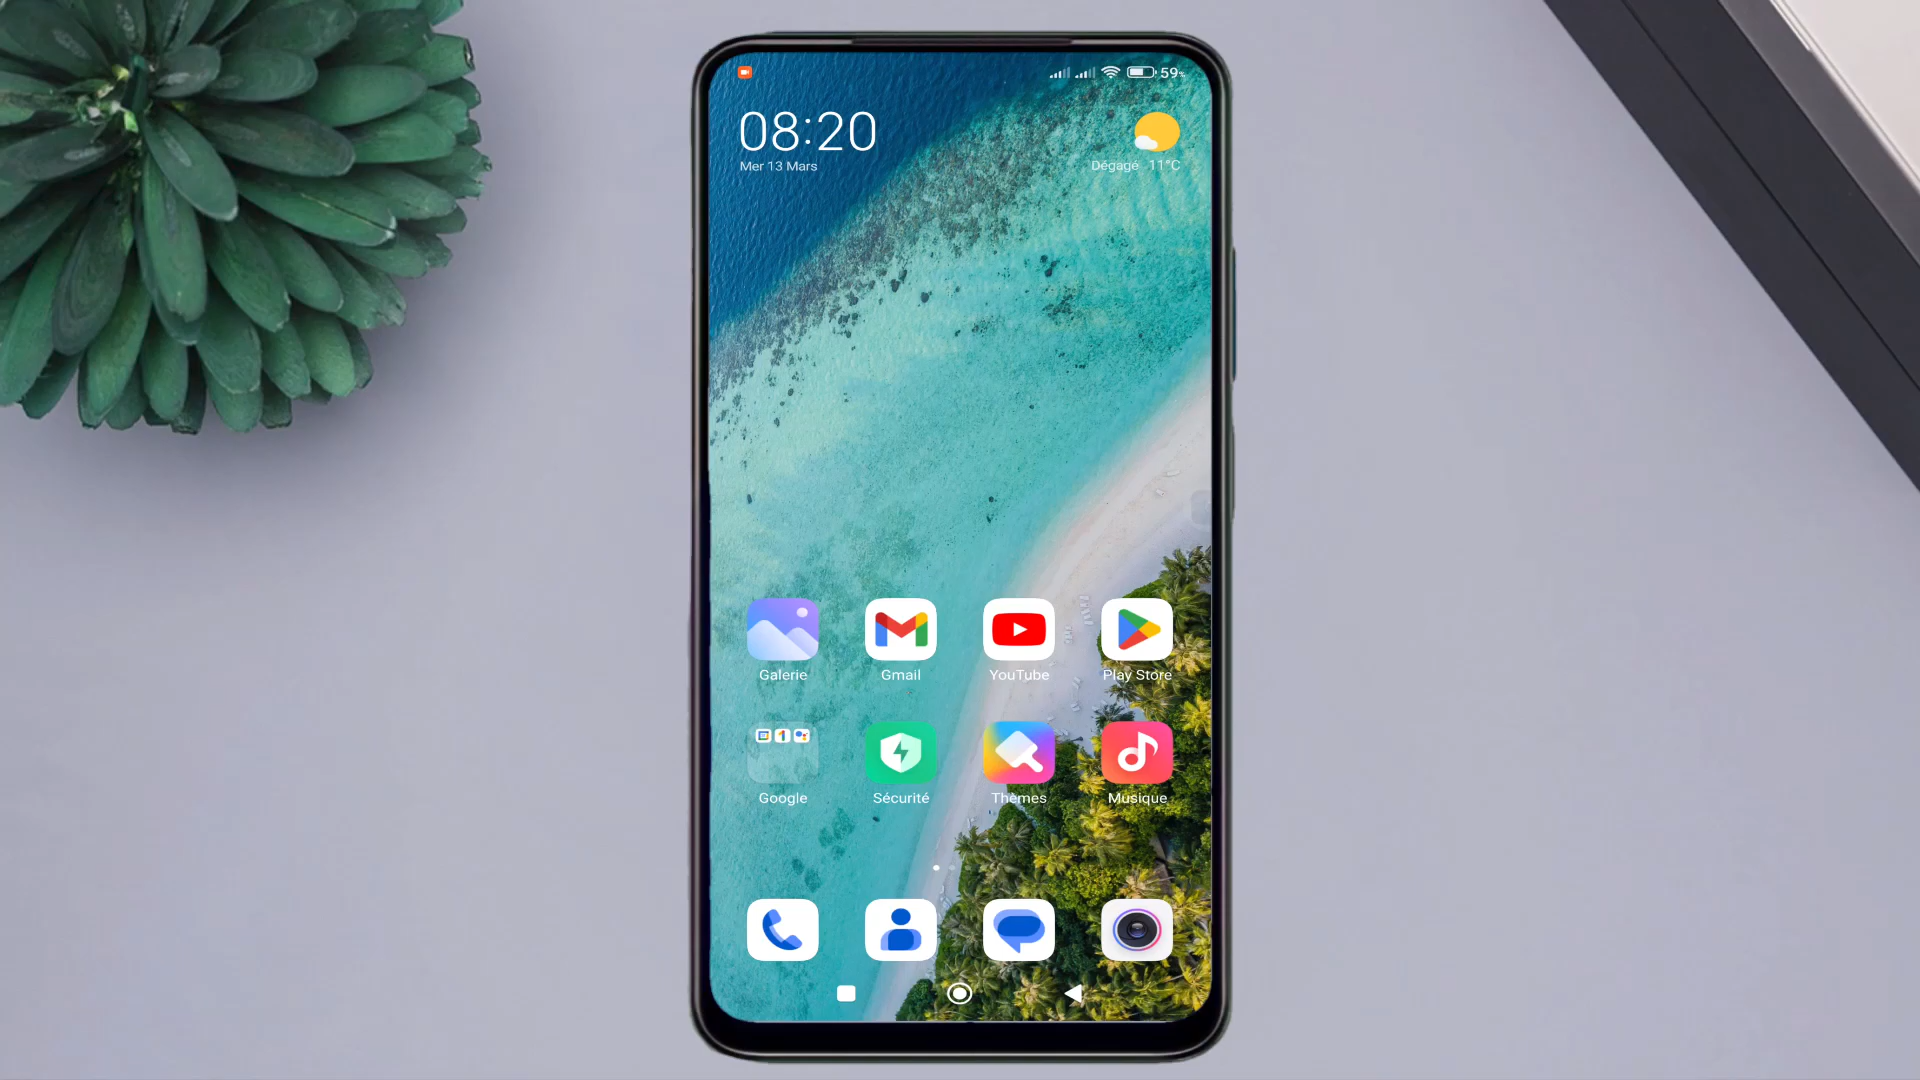 59%
08:20
Mer 13 Mars
Dégagé 11°C
Galerie Gmail YouTube Play Store
Google Sécurité Thèmes Musique